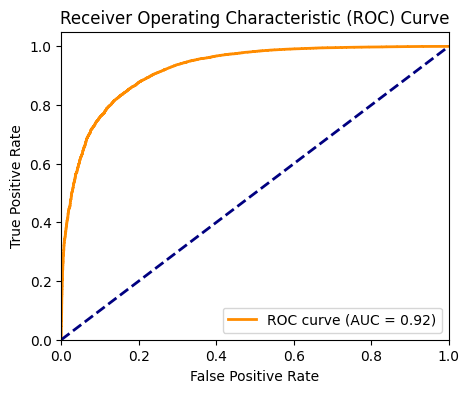 Receiver Operating Characteristic (ROC) Curve
1.0
0.8
0.6
0.4
0.2
0.0
True Positive Rate
ROC curve (AUC = 0.92)
0.0 0.2 0.4 0.6 0.8 1.0
False Positive Rate